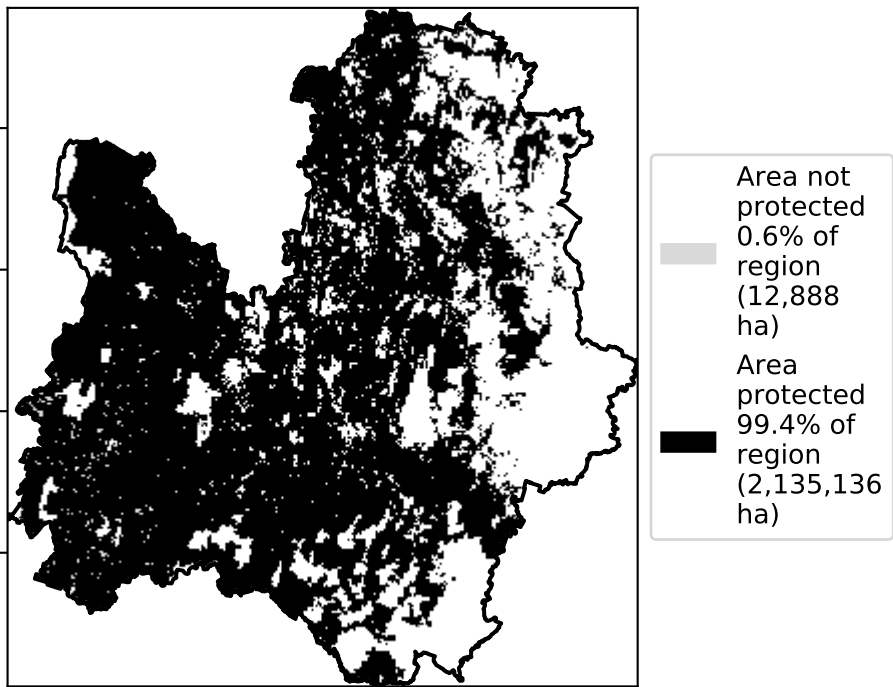 Area not
protected
0.6% of
region
(12,888
ha)
Area
protected
99.4% of
region
(2,135,136
ha)